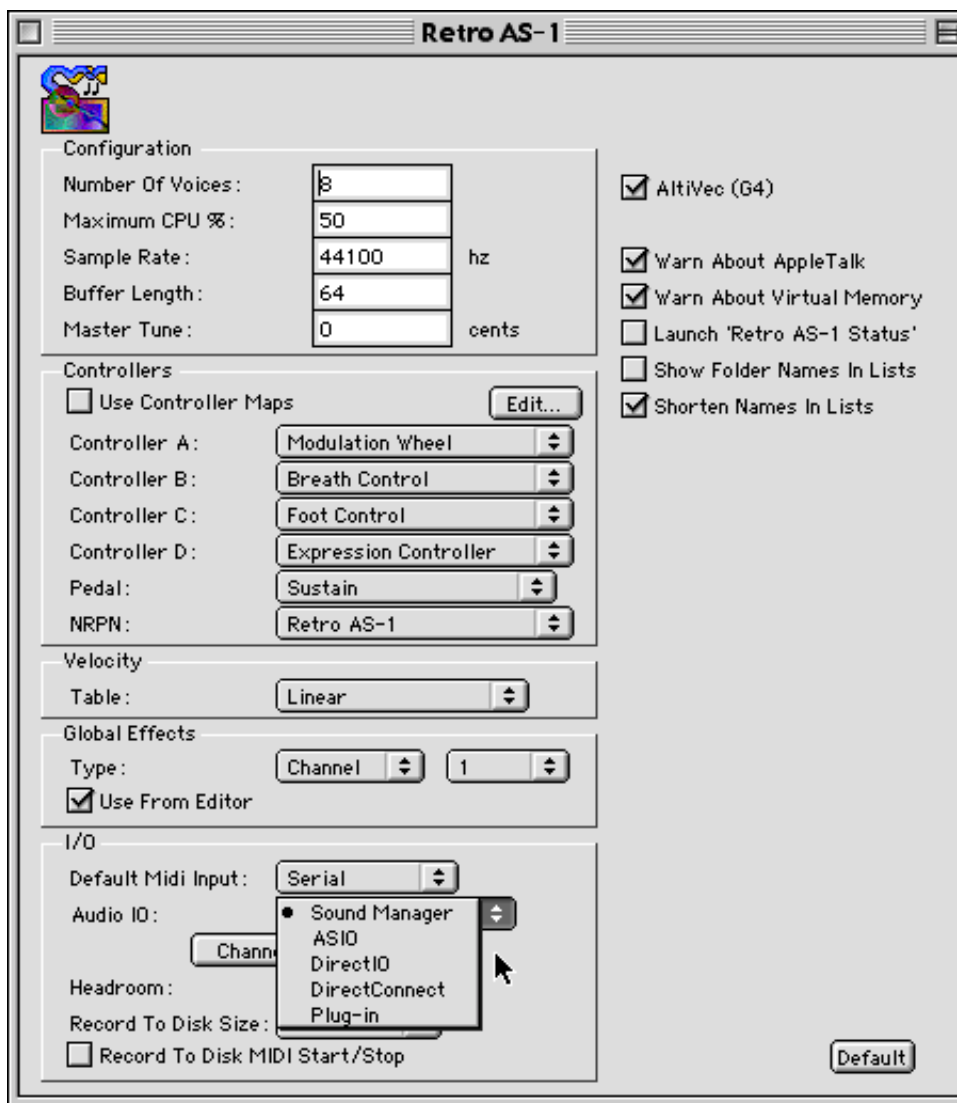 Retro AS-1
Configuration
Number Of Voices: 8
Maximum CPU %: 50
Sample Rate: 44100 hz
Buffer Length: 64
Master Tune: 0 cents
AltiVec (G4)
Warn About AppleTalk
Warn About Virtual Memory
Launch 'Retro AS-1 Status'
Show Folder Names In Lists
Shorten Names In Lists
Controllers
Use Controller Maps Edit...
Controller A: Modulation Wheel
Controller B: Breath Control
Controller C: Foot Control
Controller D: Expression Controller
Pedal: Sustain
NRPN: Retro AS-1
Velocity
Table: Linear
Global Effects
Type: Channel 1
Use From Editor
I/O
Default Midi Input: Serial
Audio IO: Sound Manager
ASIO
DirectIO
DirectConnect
Plug-in
Headroom:
Record To Disk Size:
Record To Disk MIDI Start/Stop
Default